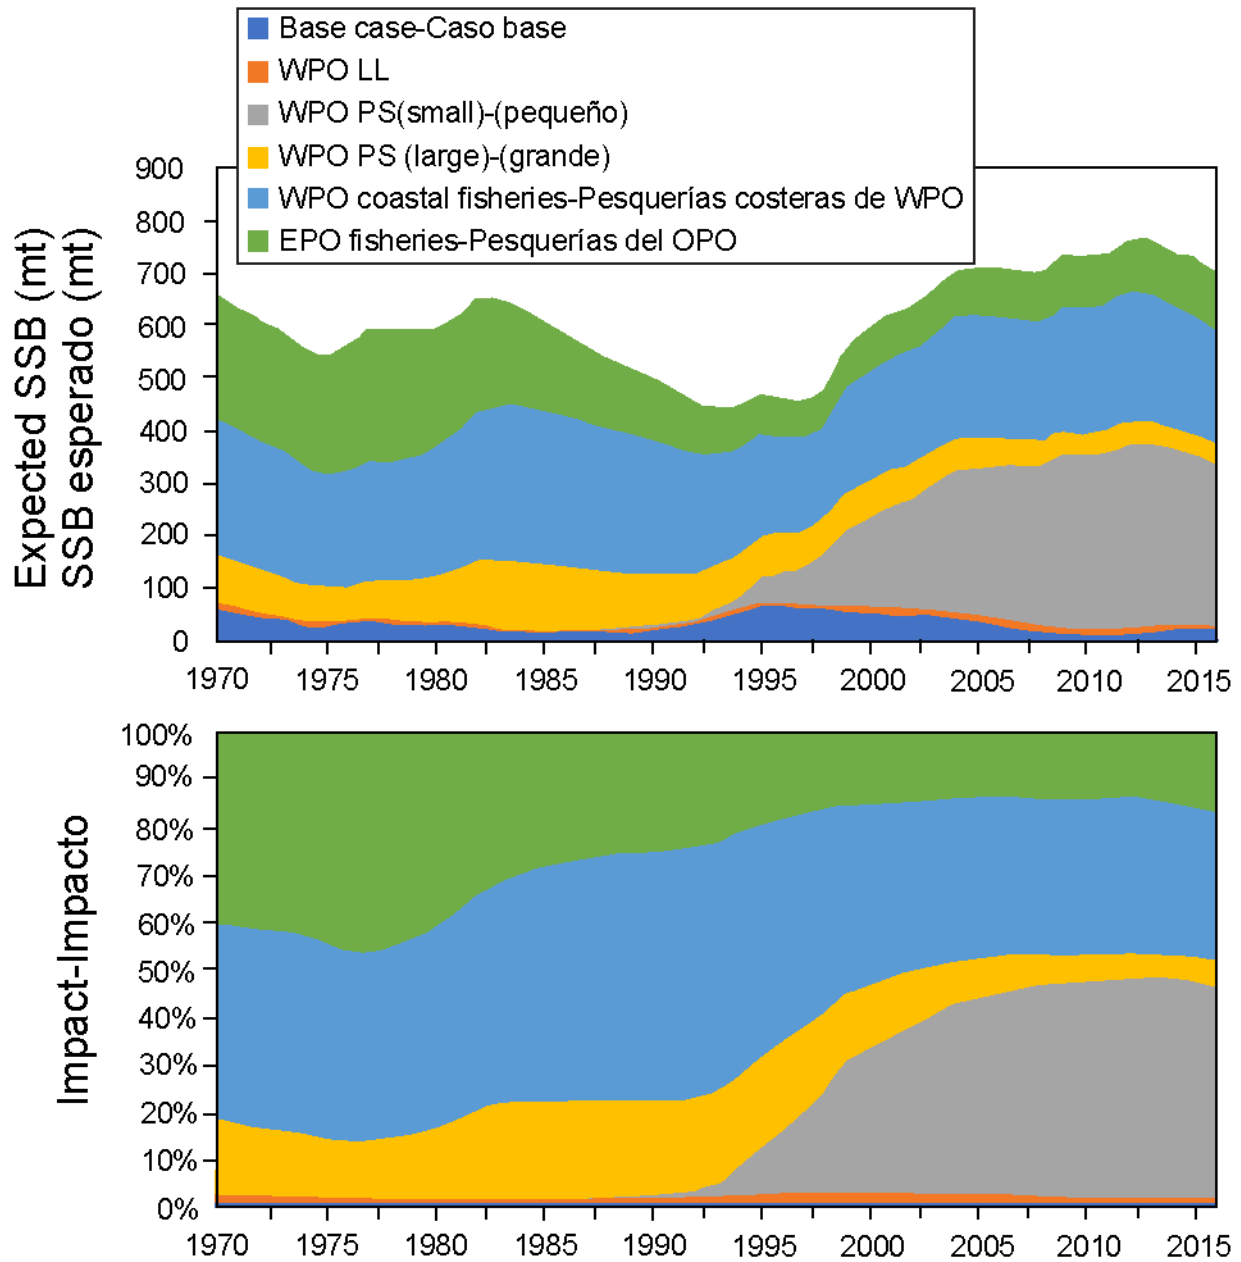 Base case-Caso base
WPO LL
WPO PS(small)-(pequeño)
WPO PS (large)-(grande)
WPO coastal fisheries-Pesquerías costeras de WPO
EPO fisheries-Pesquerías del OPO
Expected SSB (mt)
SSB esperado (mt)
900
800
700
600
500
400
300
200
100
0
1970 1975 1980 1985 1990 1995 2000 2005 2010 2015
Impact-Impacto
100%
90%
80%
70%
60%
50%
40%
30%
20%
10%
0%
1970 1975 1980 1985 1990 1995 2000 2005 2010 2015